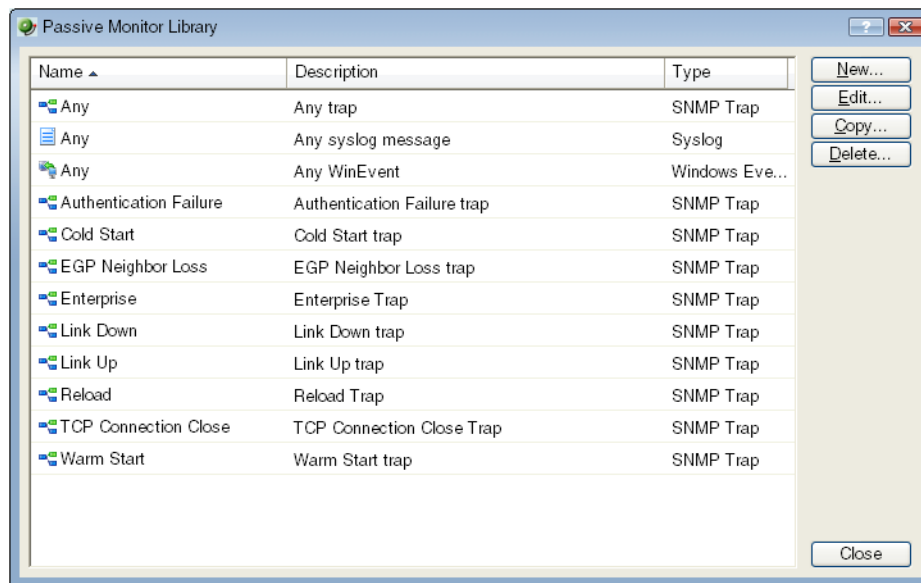 Passive Monitor Library
?
Name Description Type
Any Any trap SNMP Trap
Any Any syslog message Syslog
Any Any WinEvent Windows Eve...
Authentication Failure Authentication Failure trap SNMP Trap
Cold Start Cold Start trap SNMP Trap
EGP Neighbor Loss EGP Neighbor Loss trap SNMP Trap
Enterprise Enterprise Trap SNMP Trap
Link Down Link Down trap SNMP Trap
Link Up Link Up trap SNMP Trap
Reload Reload Trap SNMP Trap
TCP Connection Close TCP Connection Close Trap SNMP Trap
Warm Start Warm Start trap SNMP Trap
New...
Edit...
Copy...
Delete...
Close